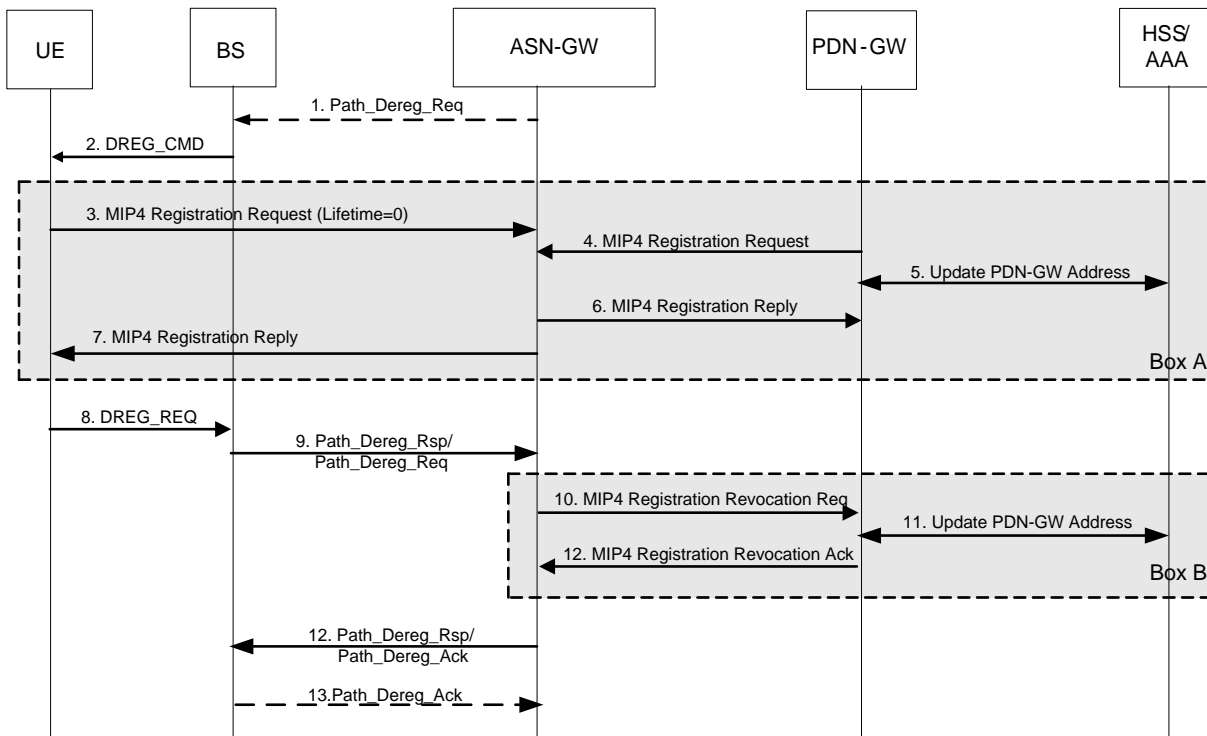 UE
BS
ASN-GW
PDN-GW
HSS/
AAA
1. Path_Dereg_Req
2. DREG_CMD
3. MIP4 Registration Request (Lifetime=0)
4. MIP4 Registration Request
5. Update PDN-GW Address
6. MIP4 Registration Reply
7. MIP4 Registration Reply
Box A
8. DREG_REQ
9. Path_Dereg_Rsp/
Path_Dereg_Req
10. MIP4 Registration Revocation Req
11. Update PDN-GW Address
12. MIP4 Registration Revocation Ack
Box B
12. Path_Dereg_Rsp/
Path_Dereg_Ack
13.Path_Dereg_Ack